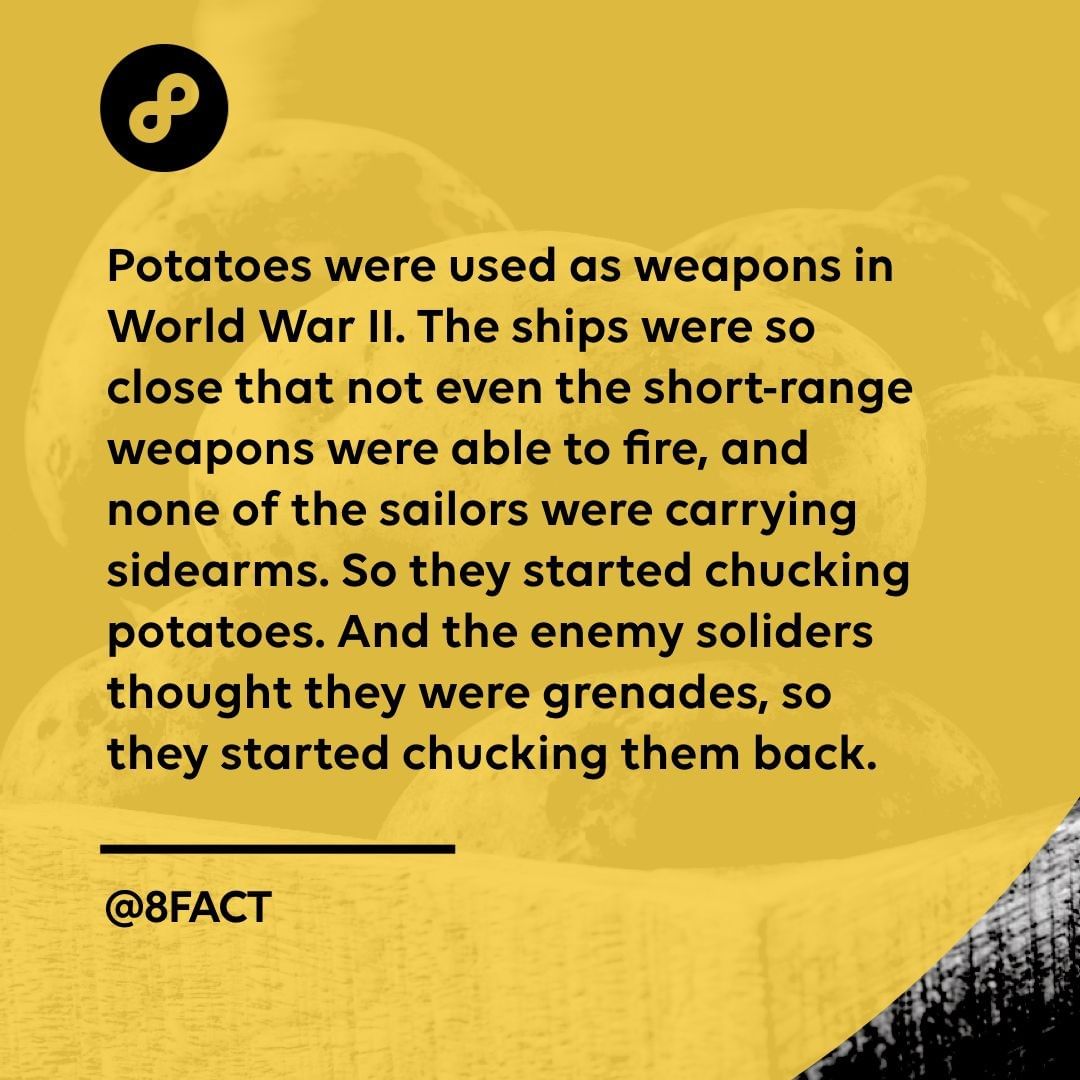 Potatoes were used as weapons in
World War II. The ships were so
close that not even the short-range
weapons were able to fire, and
none of the sailors were carrying
sidearms. So they started chucking
potatoes. And the enemy soliders
thought they were grenades, so
they started chucking them back.
@8FACT